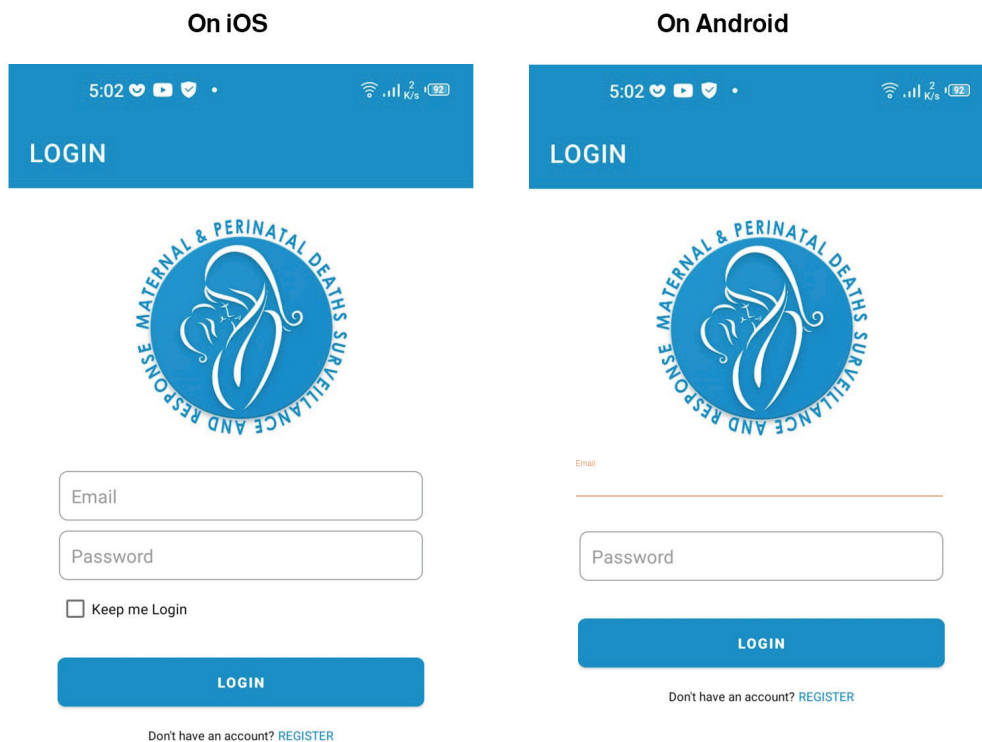 On iOS
On Android
5:02
2 K/s 92
LOGIN
MATERNAL & PERINATAL DEATHS SURVEILLANCE AND RESPONSE
Email
Password
Keep me Login
LOGIN
Don't have an account? REGISTER
5:02
2 K/s 92
LOGIN
MATERNAL & PERINATAL DEATHS SURVEILLANCE AND RESPONSE
Email
Password
LOGIN
Don't have an account? REGISTER